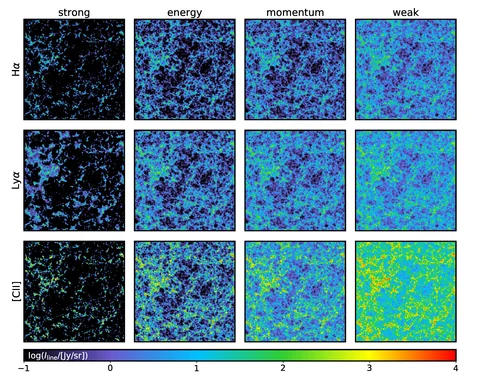 strong energy momentum weak
Hα
Lyα
[CII]
log(I_line/[Jy/sr])
−1 0 1 2 3 4